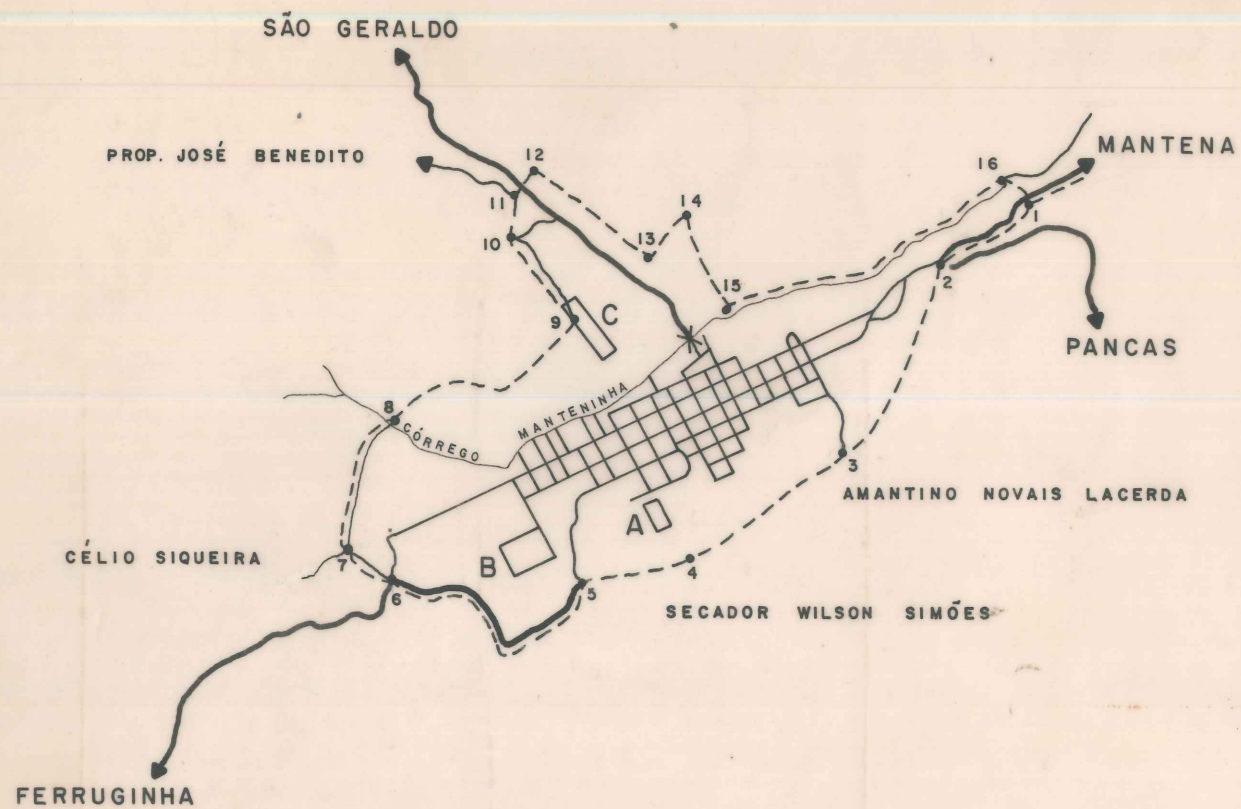 SÃO GERALDO
PROP. JOSÉ BENEDITO
12
16
MANTENA
11
14
1
10
13
2
15
9
C
PANCAS
MANTENINHA
8
CÓRREGO
3
AMANTINO NOVAIS LACERDA
A
CÉLIO SIQUEIRA
7
B
4
6
5
SECADOR WILSON SIMÕES
FERRUGINHA